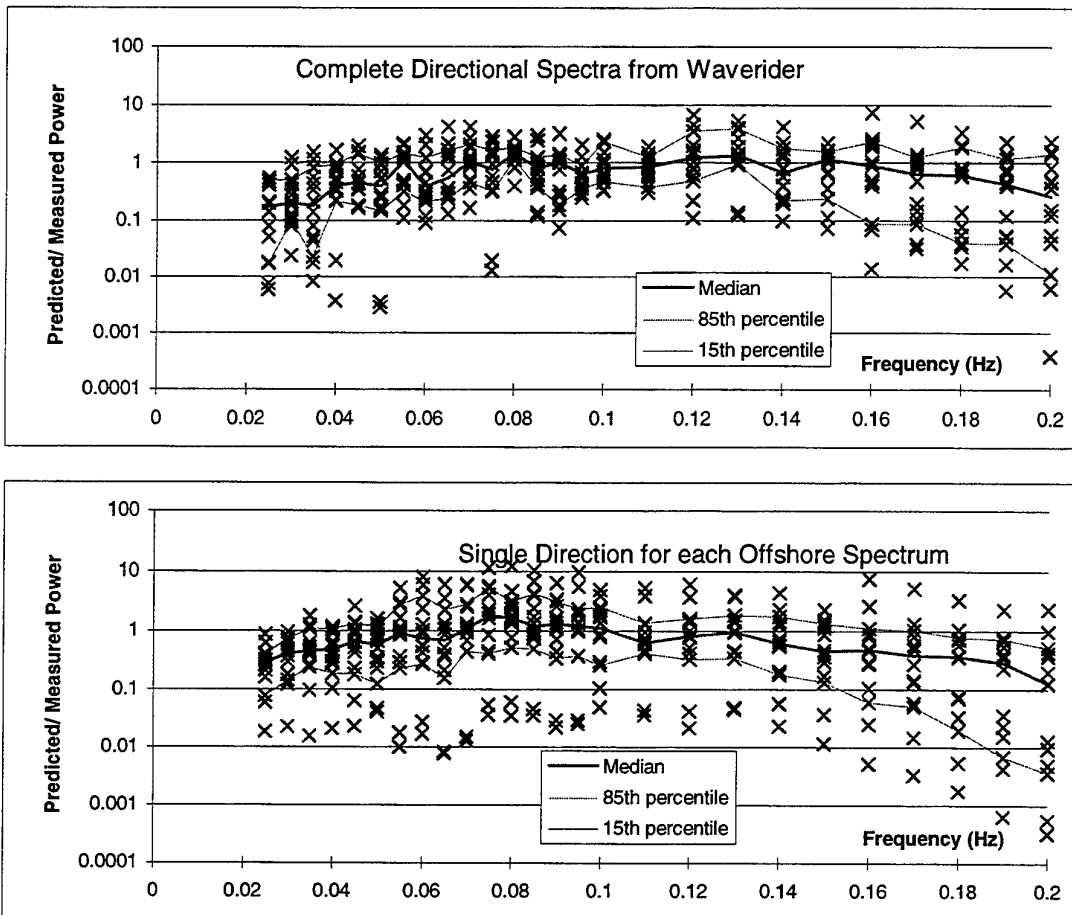 100
Complete Directional Spectra from Waverider
10
1
0.1
0.01
0.001
0.0001
Predicted/ Measured Power
Median
85th percentile
15th percentile
Frequency (Hz)
0 0.02 0.04 0.06 0.08 0.1 0.12 0.14 0.16 0.18 0.2
100
Single Direction for each Offshore Spectrum
10
1
0.1
0.01
0.001
0.0001
Predicted/ Measured Power
Median
85th percentile
15th percentile
Frequency (Hz)
0 0.02 0.04 0.06 0.08 0.1 0.12 0.14 0.16 0.18 0.2